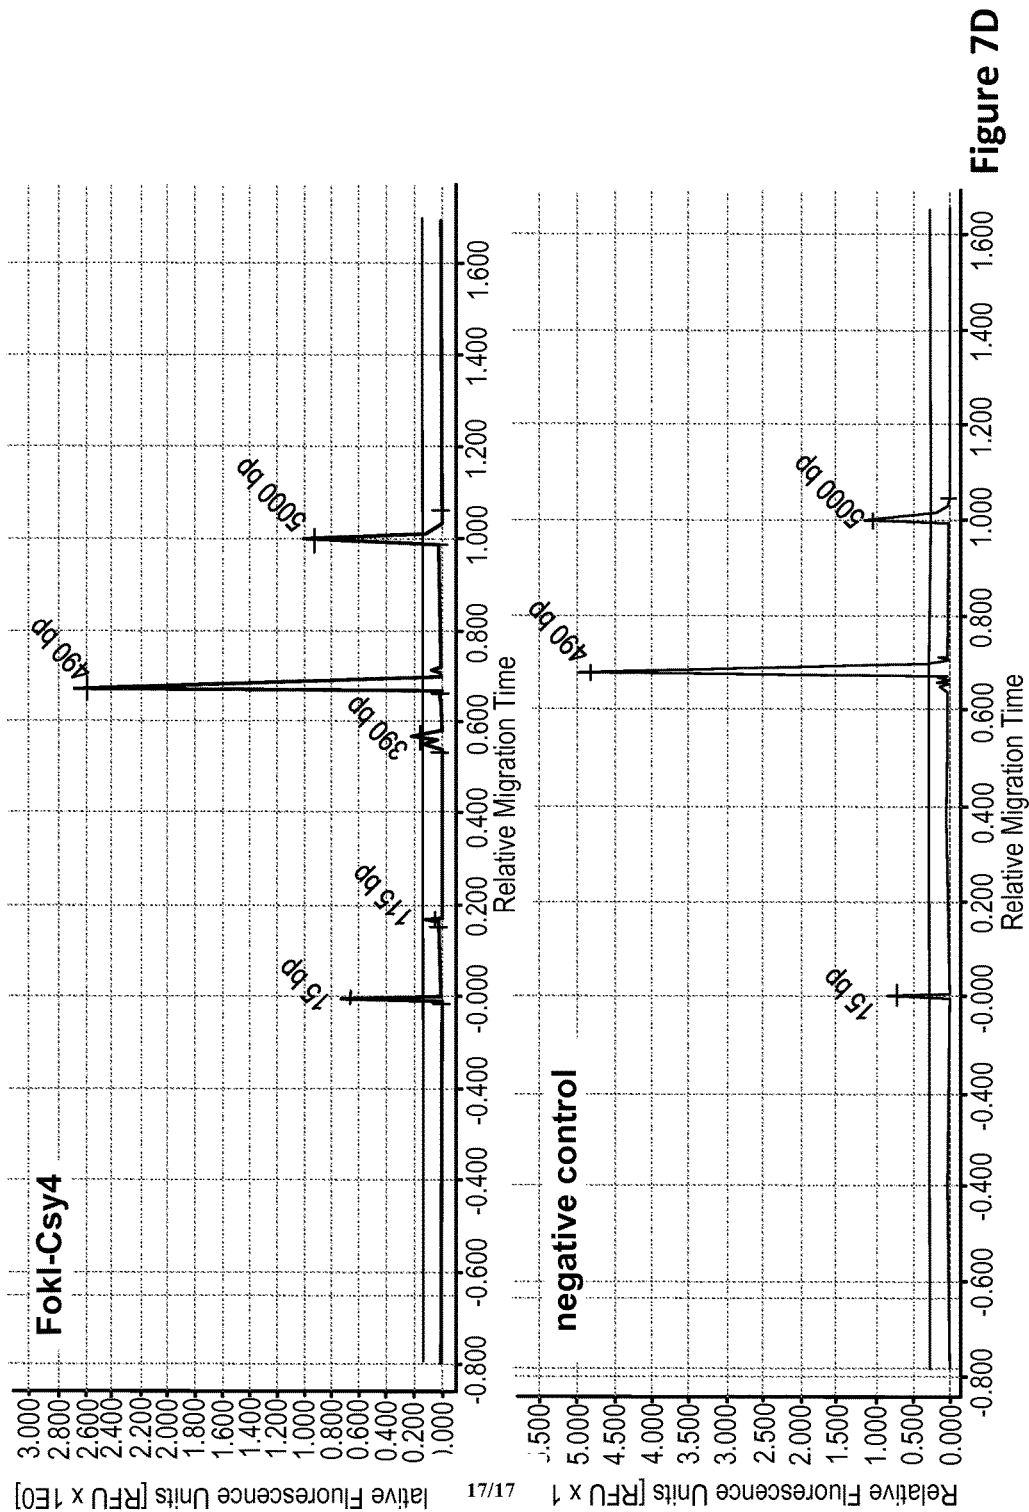 FokI-Csy4
lative Fluorescence Units [RFU x 1E0]
3.000
2.800
2.600
2.400
2.200
2.000
1.800
1.600
1.400
1.200
1.000
0.800
0.600
0.400
0.200
).000
15 bp
115 bp
390 bp
490 bp
5000 bp
-0.800 -0.600 -0.400 -0.400 -0.000 0.200 0.400 0.600 0.800 1.000 1.200 1.400 1.600
Relative Migration Time
negative control
Relative Fluorescence Units [RFU x 1
5.500
5.000
4.500
4.000
3.500
3.000
2.500
2.000
1.500
1.000
0.500
0.000
15 bp
490 bp
5000 bp
-0.800 -0.600 -0.400 -0.400 -0.000 0.200 0.400 0.600 0.800 1.000 1.200 1.400 1.600
Relative Migration Time
Figure 7D
17/17